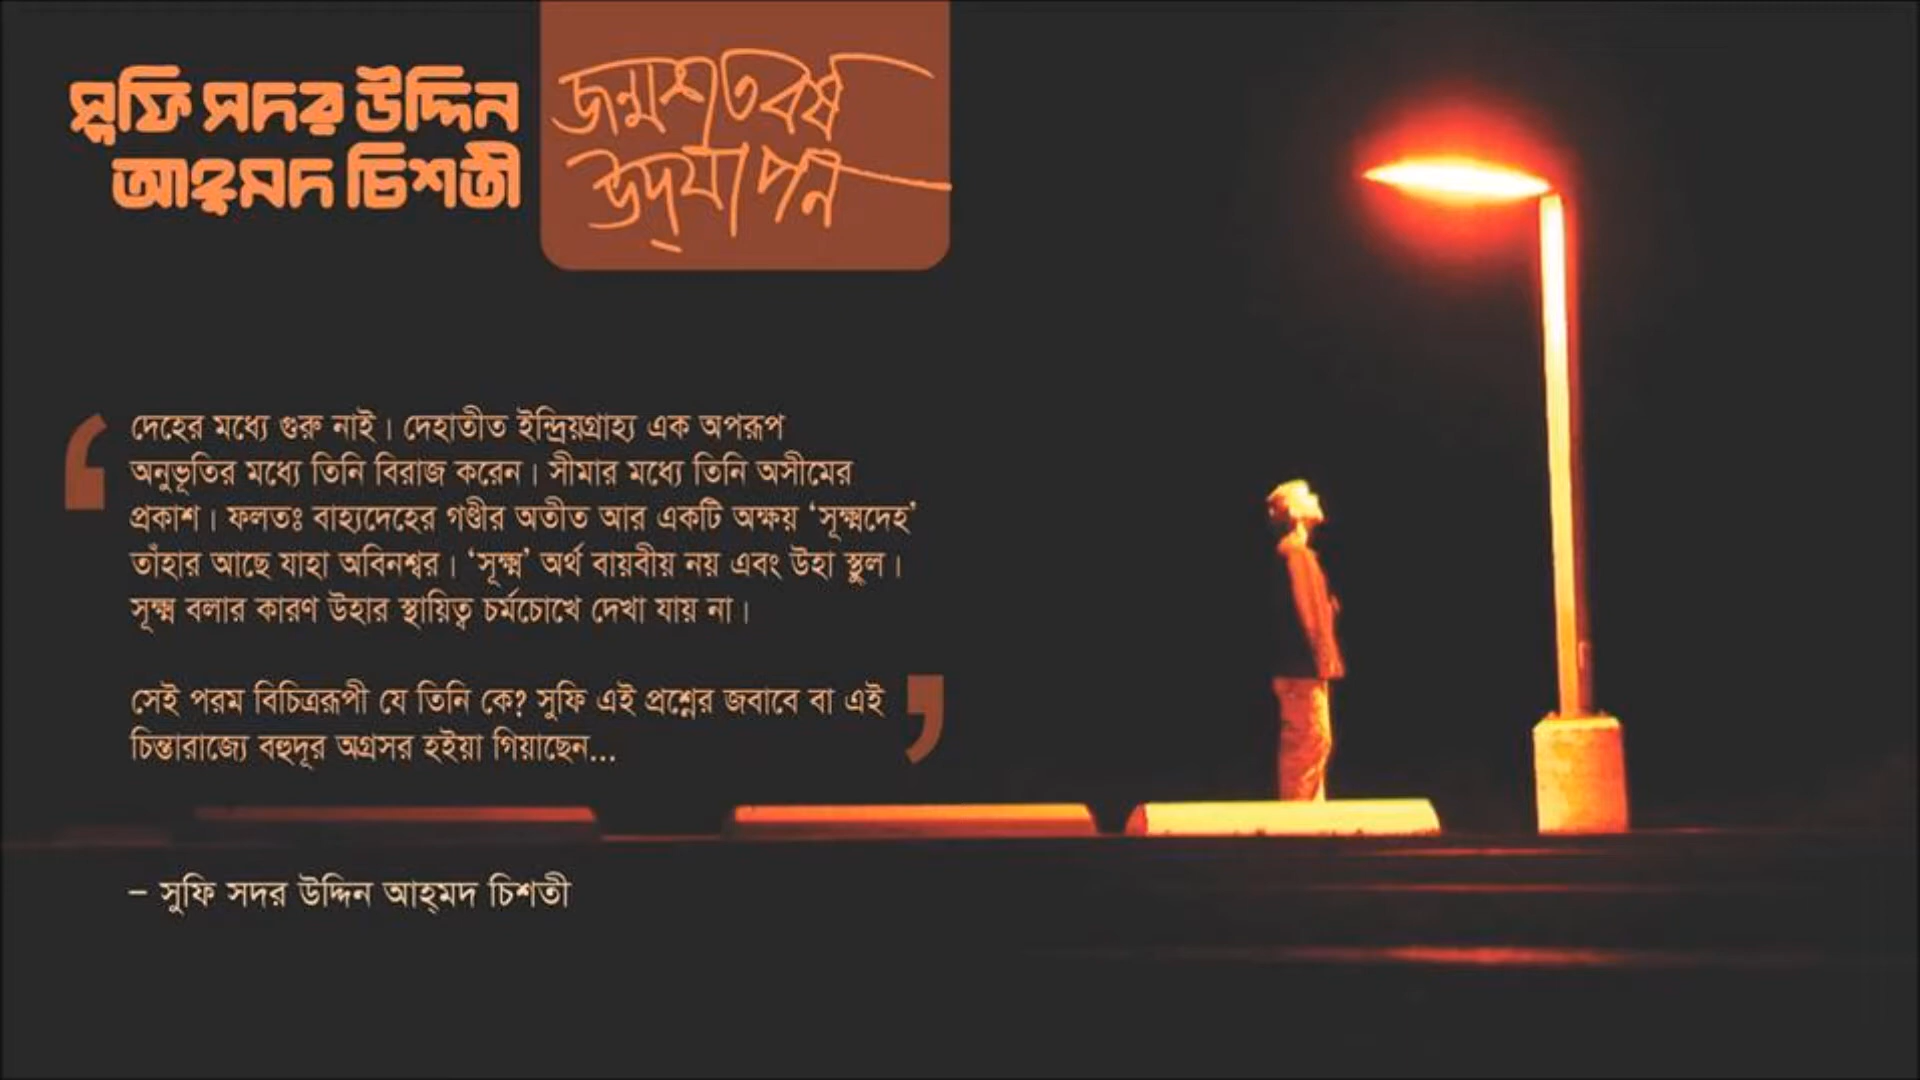 সুফি সদর উদ্দিন
আহ্‌মদ চিশতী
জন্মশতবর্ষ
উদ্‌যাপন
‘
দেহের মধ্যে গুরু নাই। দেহাতীত ইন্দ্রিয়গ্রাহ্য এক অপরূপ
অনুভূতির মধ্যে তিনি বিরাজ করেন। সীমার মধ্যে তিনি অসীমের
প্রকাশ। ফলতঃ বাহ্যদেহের গণ্ডীর অতীত আর একটি অক্ষয় ‘সূক্ষ্মদেহ’
তাঁহার আছে যাহা অবিনশ্বর। ‘সূক্ষ্ম’ অর্থ বায়বীয় নয় এবং উহা স্থুল।
সূক্ষ্ম বলার কারণ উহার স্থায়িত্ব চর্মচোখে দেখা যায় না।
সেই পরম বিচিত্ররূপী যে তিনি কে? সুফি এই প্রশ্নের জবাবে বা এই
চিন্তারাজ্যে বহুদূর অগ্রসর হইয়া গিয়াছেন...
’
– সুফি সদর উদ্দিন আহ্‌মদ চিশতী